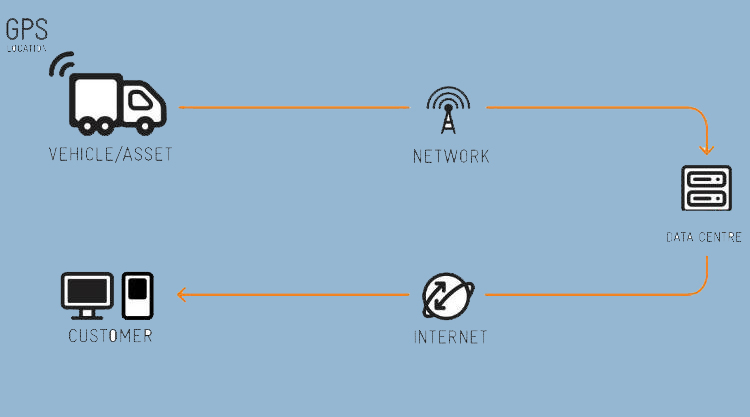 GPS
LOCATION
VEHICLE/ASSET
NETWORK
DATA CENTRE
CUSTOMER
INTERNET